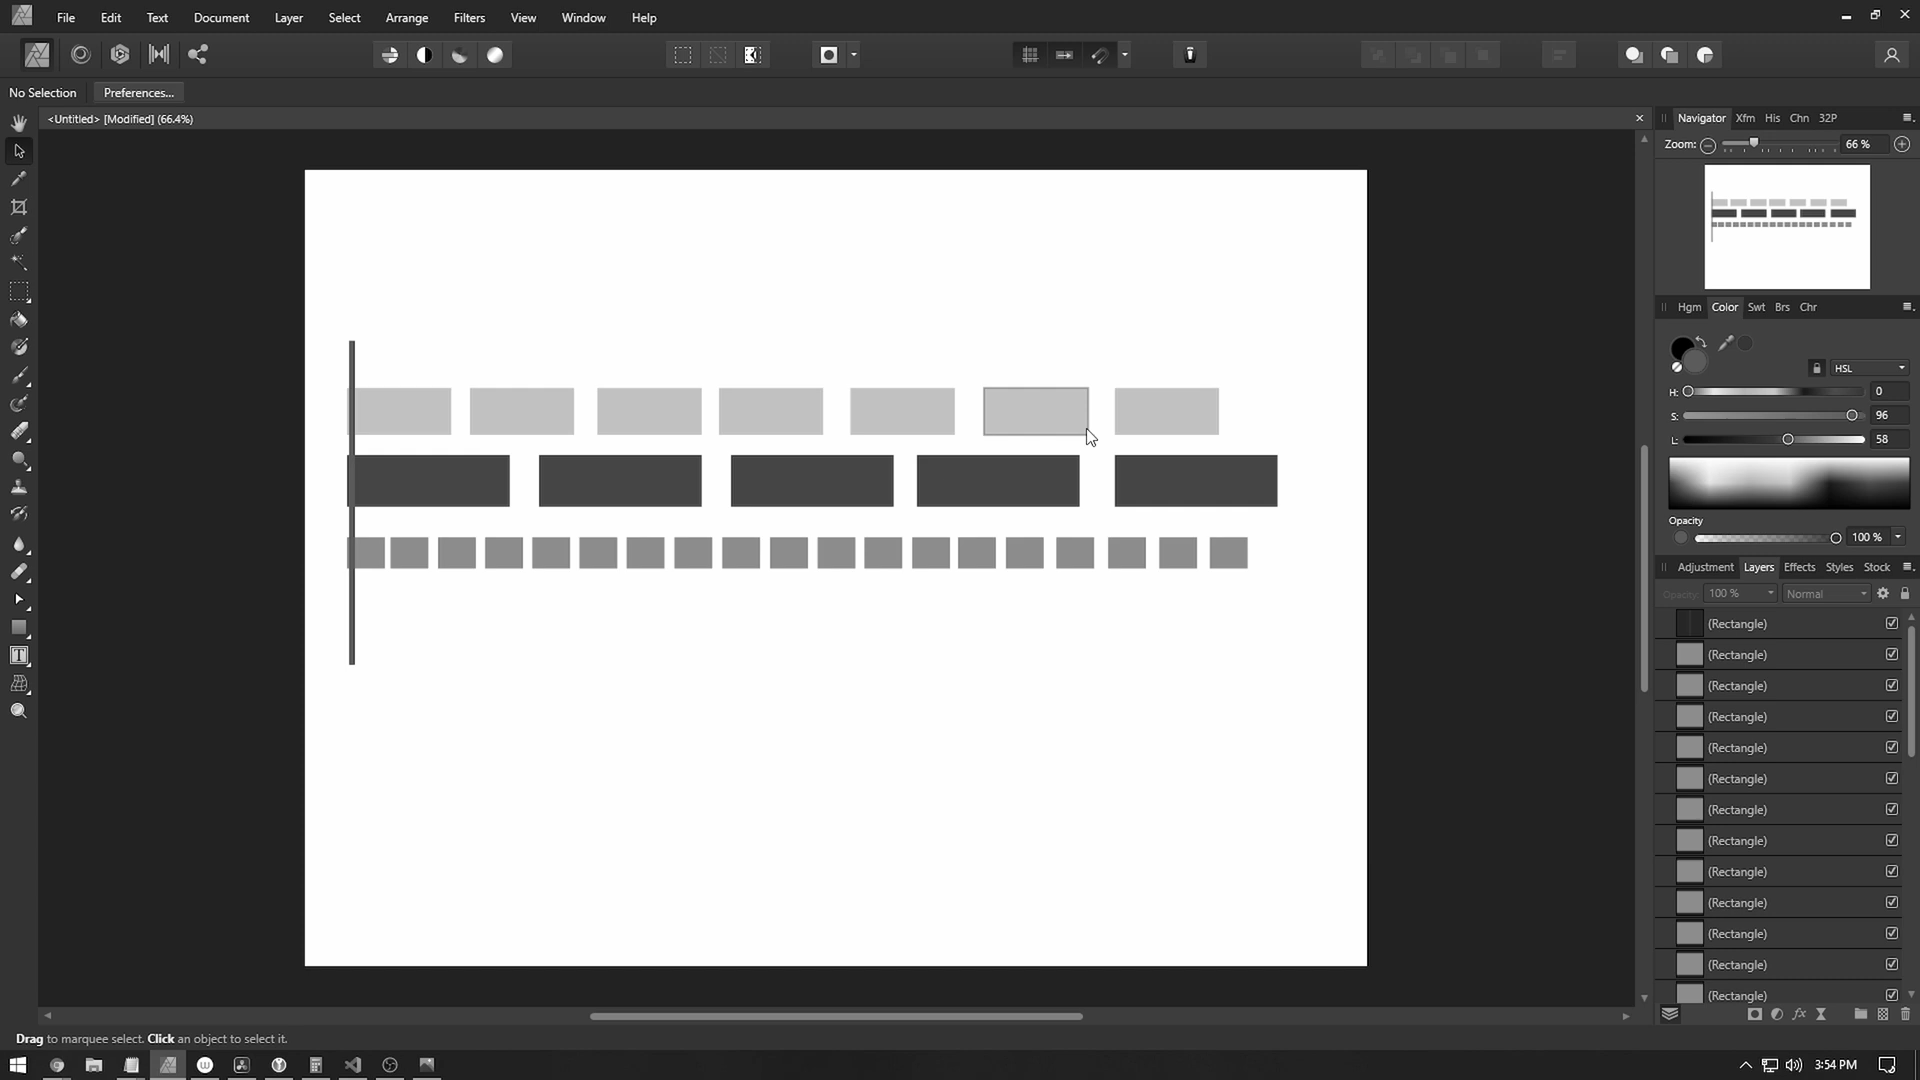 File Edit Text Document Layer Select Arrange Filters View Window Help
No Selection Preferences...
<Untitled> [Modified] (66.4%)
Navigator Xfm His Chn 32P
Zoom: 66 %
Hgm Color Swt Brs Chr
HSL
H: 0
S: 96
L: 58
Opacity
100 %
Adjustment Layers Effects Styles Stock
Opacity: 100 % Normal
(Rectangle)
(Rectangle)
(Rectangle)
(Rectangle)
(Rectangle)
(Rectangle)
(Rectangle)
(Rectangle)
(Rectangle)
(Rectangle)
(Rectangle)
(Rectangle)
(Rectangle)
Drag to marquee select. Click an object to select it.
3:54 PM